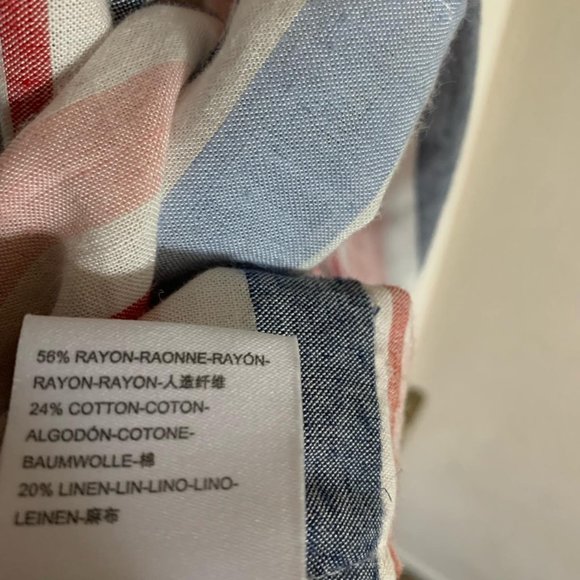 56% RAYON-RAONNE-RAYÓN-
RAYON-RAYON-人造纤维
24% COTTON-COTON-
ALGODÓN-COTONE-
BAUMWOLLE-棉
20% LINEN-LIN-LINO-LINO-
LEINEN-麻布